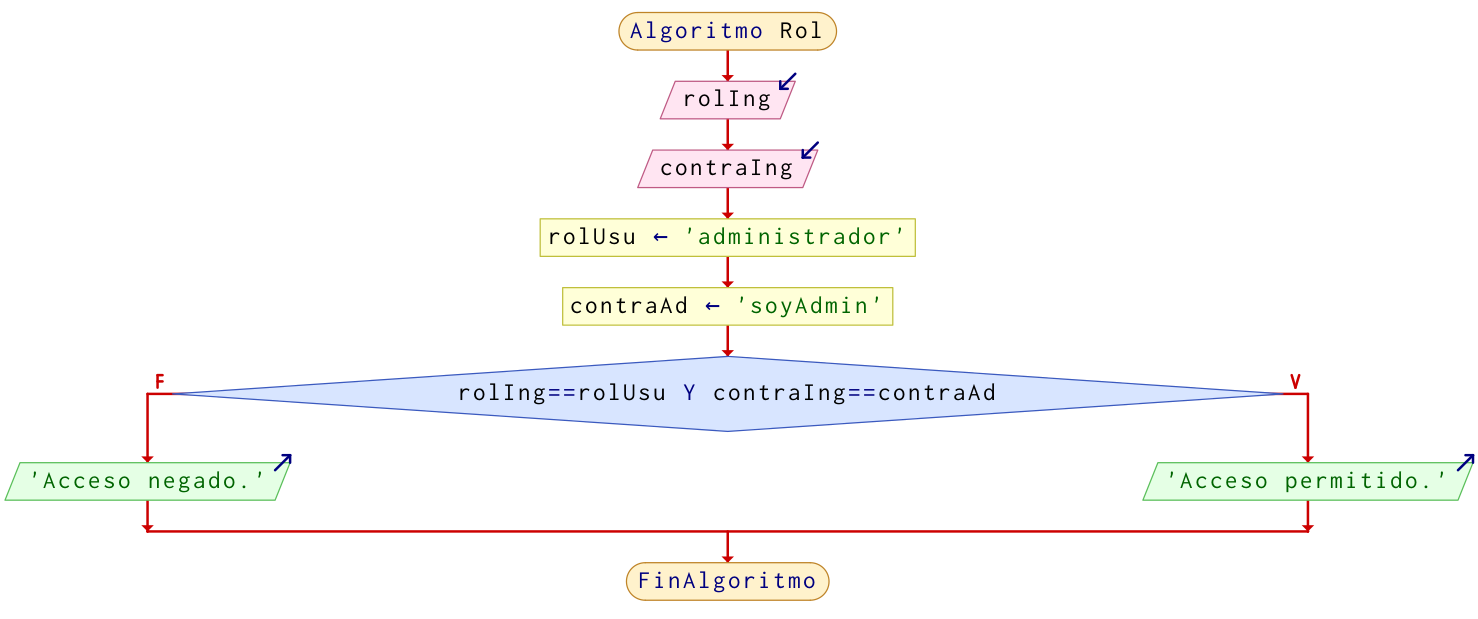 Algoritmo Rol
rolIng
contraIng
rolUsu ← 'administrador'
contraAd ← 'soyAdmin'
F
V
rolIng==rolUsu Y contraIng==contraAd
'Acceso negado.'
'Acceso permitido.'
FinAlgoritmo